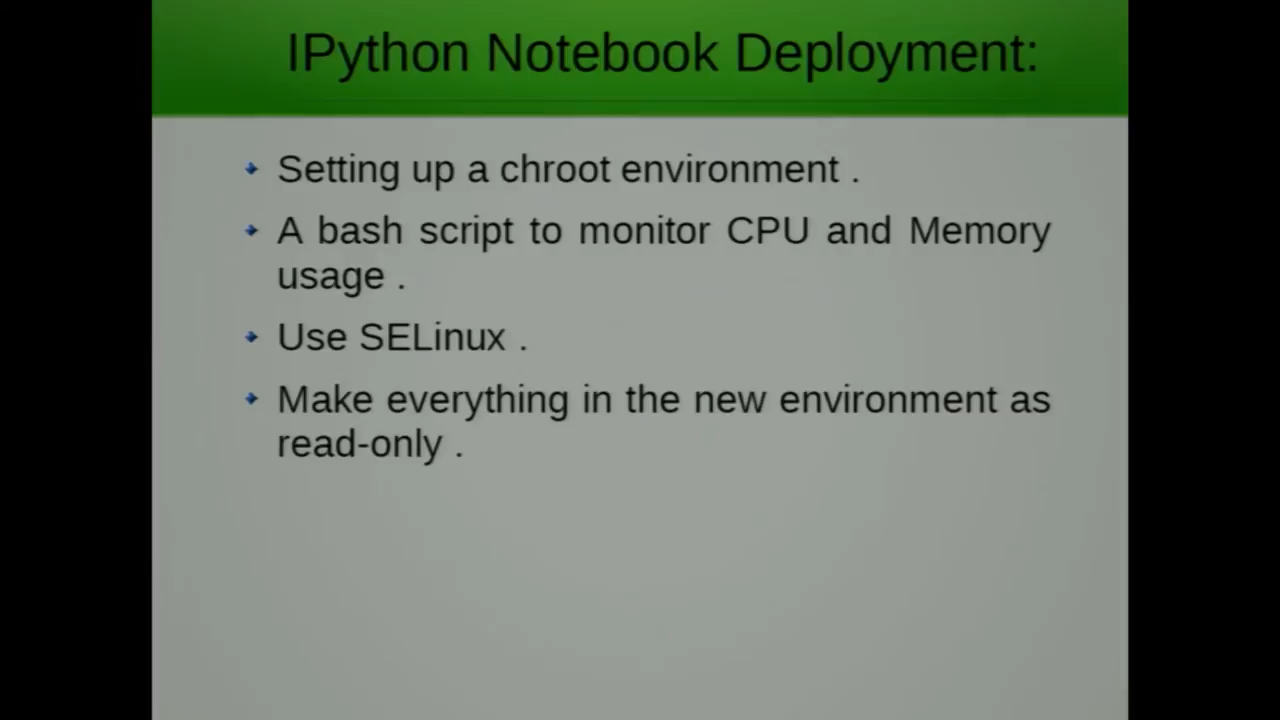 IPython Notebook Deployment:
Setting up a chroot environment .
A bash script to monitor CPU and Memory
usage .
Use SELinux .
Make everything in the new environment as
read-only .